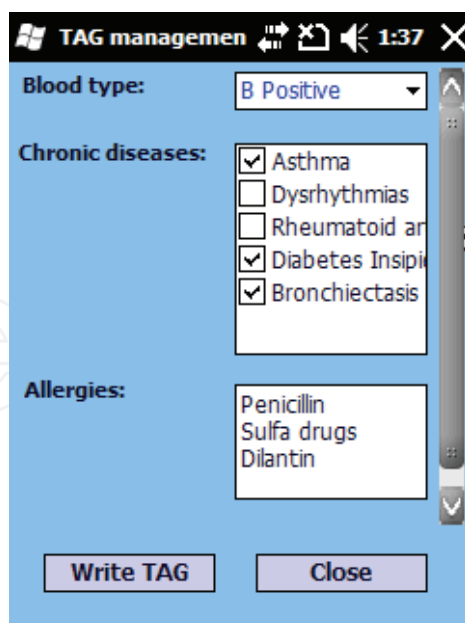 TAG managemen 1:37
Blood type: B Positive
Chronic diseases: Asthma
Dysrhythmias
Rheumatoid ar
Diabetes Insipi
Bronchiectasis
Allergies:
Penicillin
Sulfa drugs
Dilantin
Write TAG Close